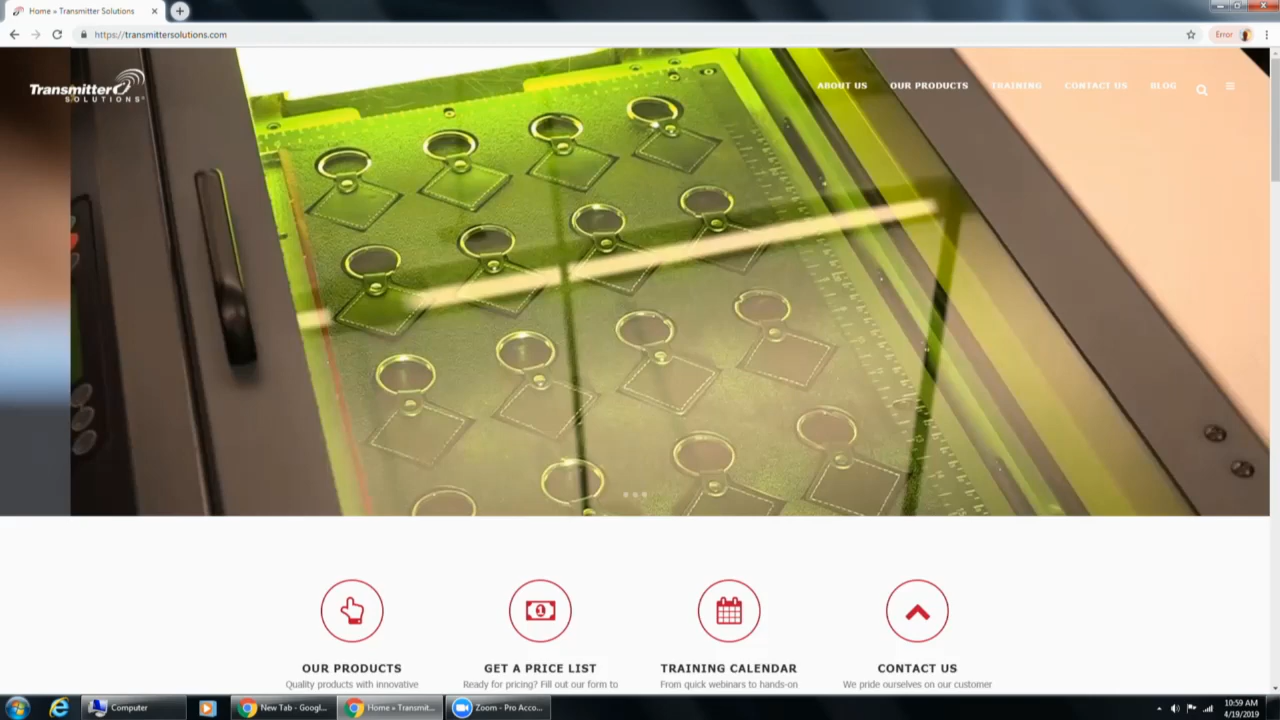 Home » Transmitter Solutions
https://transmittersolutions.com
Error
Transmitter
SOLUTIONS
ABOUT US
OUR PRODUCTS
TRAINING
CONTACT US
BLOG
OUR PRODUCTS
GET A PRICE LIST
TRAINING CALENDAR
CONTACT US
Quality products with innovative
Ready for pricing? Fill out our form to
From quick webinars to hands-on
We pride ourselves on our customer
Computer
New Tab - Googl...
Home » Transmit...
Zoom - Pro Acco...
10:59 AM
4/19/2019